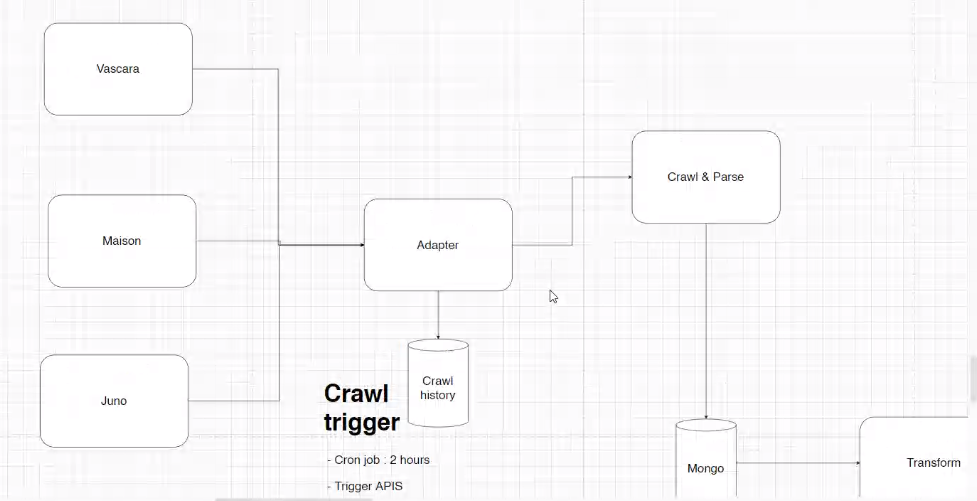 Vascara
Crawl & Parse
Maison
Adapter
Crawl
history
Crawl
trigger
Juno
- Cron job : 2 hours
- Trigger APIS
Mongo
Transform